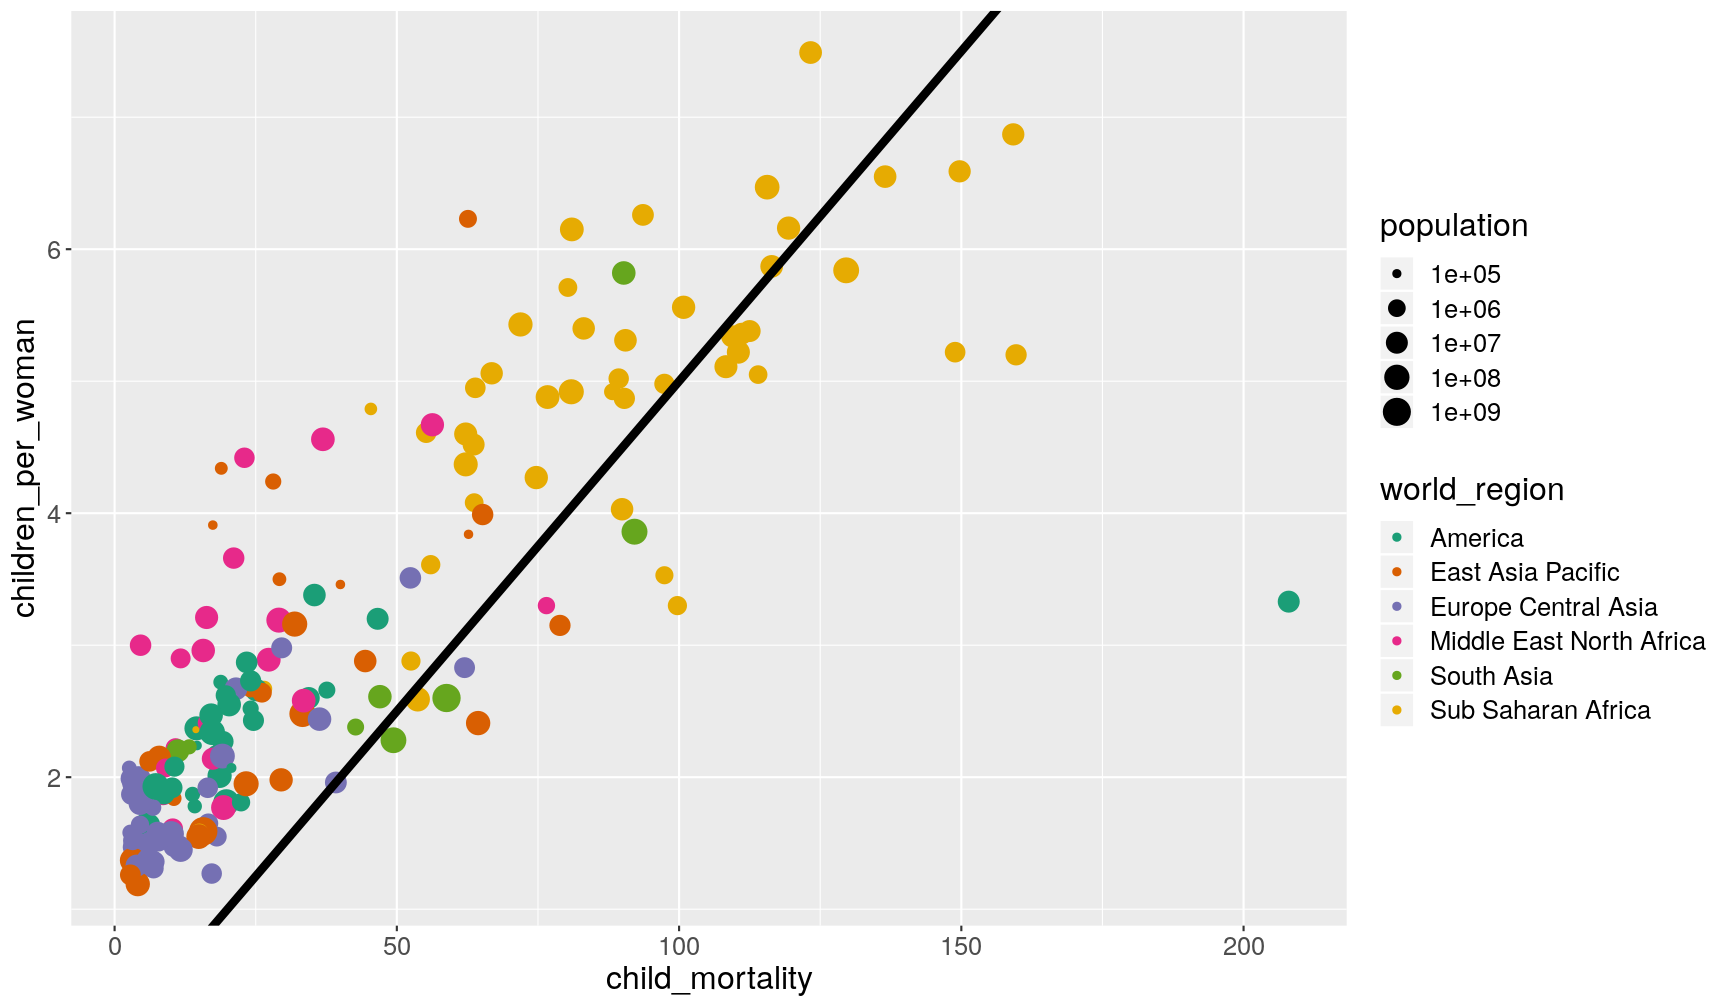 6
4
2
children_per_woman
0 50 100 150 200
child_mortality
population
1e+05
1e+06
1e+07
1e+08
1e+09
world_region
America
East Asia Pacific
Europe Central Asia
Middle East North Africa
South Asia
Sub Saharan Africa